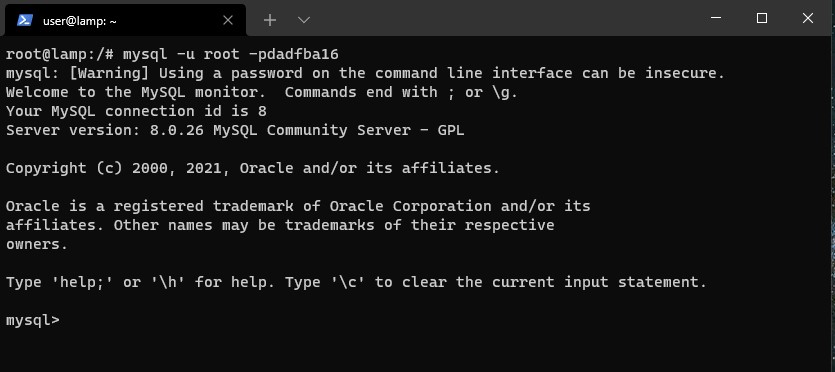 user@lamp: ~
root@lamp:/# mysql -u root -pdadfba16
mysql: [Warning] Using a password on the command line interface can be insecure.
Welcome to the MySQL monitor.  Commands end with ; or \g.
Your MySQL connection id is 8
Server version: 8.0.26 MySQL Community Server - GPL
Copyright (c) 2000, 2021, Oracle and/or its affiliates.
Oracle is a registered trademark of Oracle Corporation and/or its
affiliates. Other names may be trademarks of their respective
owners.
Type 'help;' or '\h' for help. Type '\c' to clear the current input statement.
mysql>